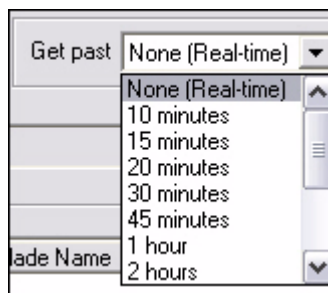 Get past None (Real-time)
None (Real-time)
10 minutes
15 minutes
20 minutes
30 minutes
45 minutes
1 hour
lade Name 2 hours